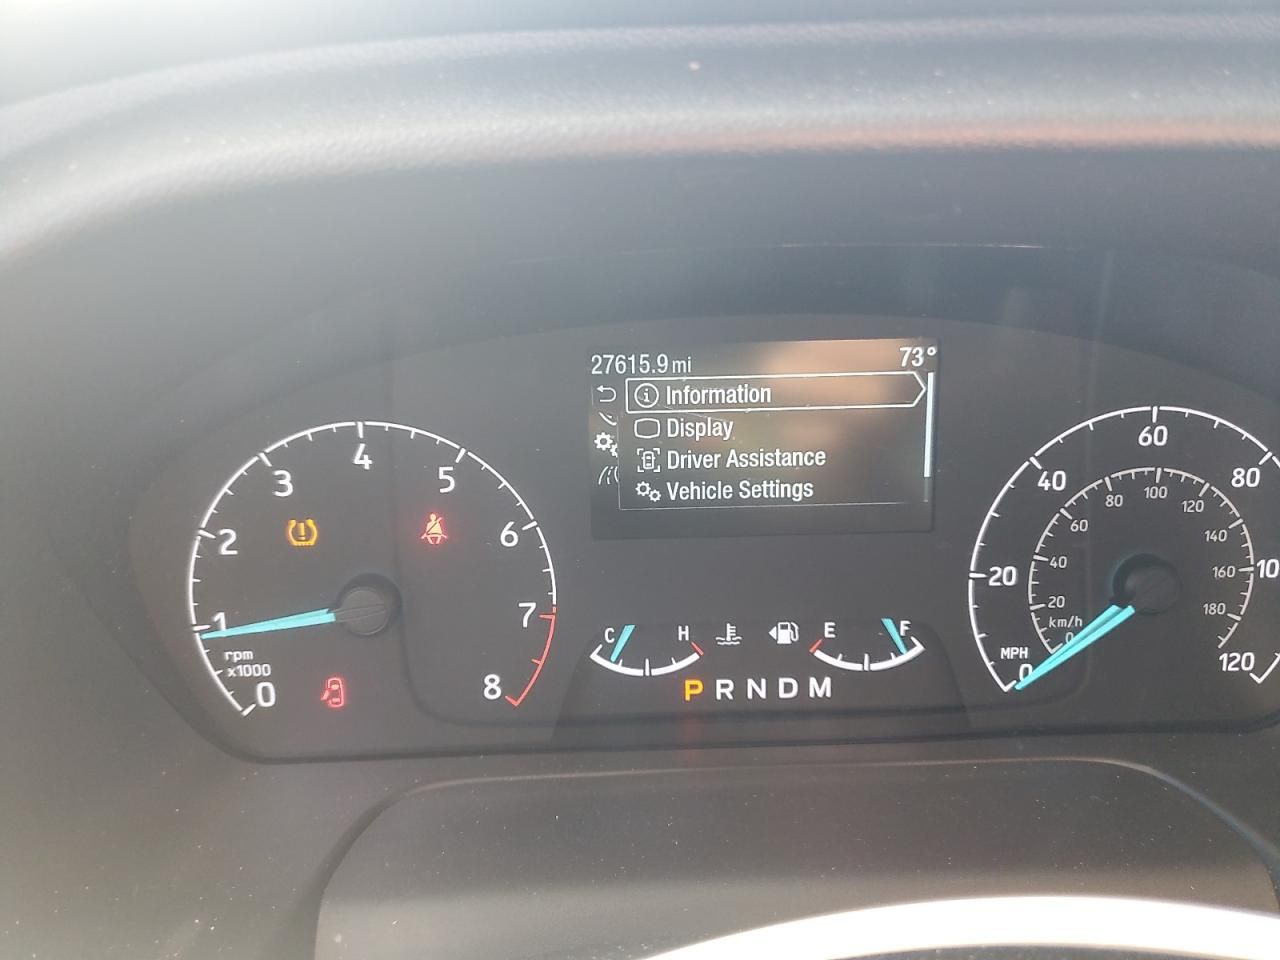 27615.9 mi 73°
Information
Display
Driver Assistance
Vehicle Settings
0 1 2 3 4 5 6 7 8
rpm
x1000
C H
E F
P R N D M
0 20 40 60 80 10 120
MPH
0 20 40 60 80 100 120 140 160 180
km/h